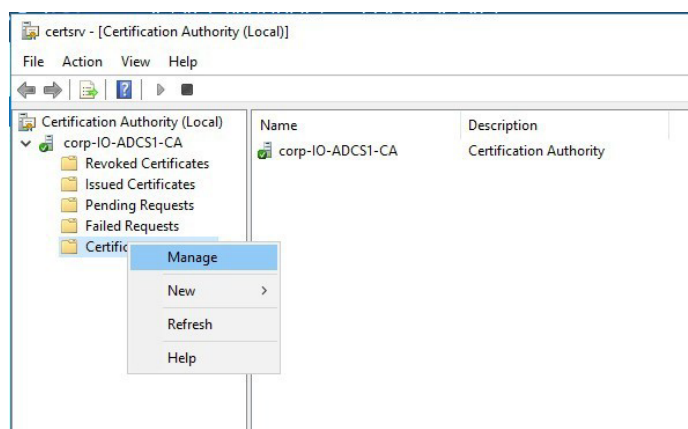 certsrv - [Certification Authority (Local)]
File Action View Help
Certification Authority (Local)
corp-IO-ADCS1-CA
Revoked Certificates
Issued Certificates
Pending Requests
Failed Requests
Certific
Name Description
corp-IO-ADCS1-CA Certification Authority
Manage
New
Refresh
Help